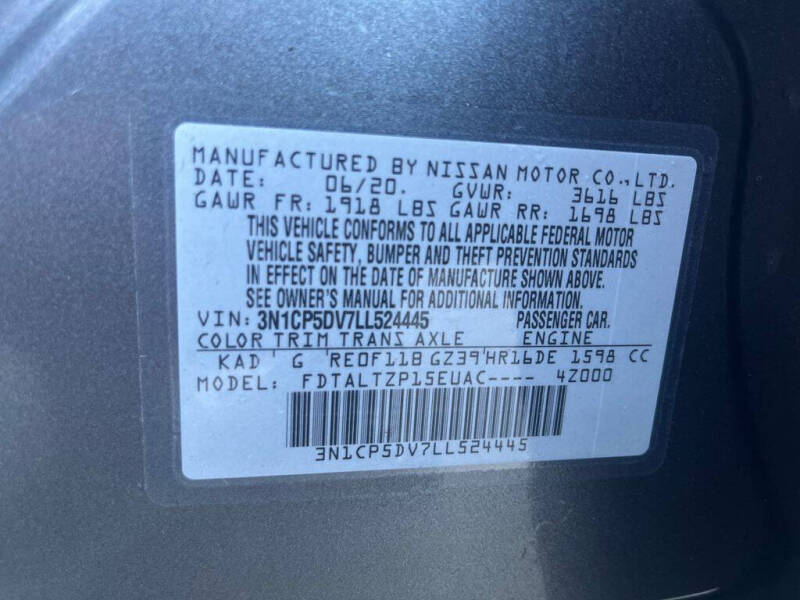 MANUFACTURED BY NISSAN MOTOR CO.,LTD.
DATE: 06/20. GVWR: 3616 LBS
GAWR FR: 1918 LBS GAWR RR: 1698 LBS
THIS VEHICLE CONFORMS TO ALL APPLICABLE FEDERAL MOTOR
VEHICLE SAFETY, BUMPER AND THEFT PREVENTION STANDARDS
IN EFFECT ON THE DATE OF MANUFACTURE SHOWN ABOVE.
SEE OWNER'S MANUAL FOR ADDITIONAL INFORMATION.
VIN: 3N1CP5DV7LL524445 PASSENGER CAR.
COLOR TRIM TRANS AXLE ENGINE
KAD G RE0F11B GZ39 HR16DE 1598 CC
MODEL: FDTALTZP15EUAC---- 4Z000
3N1CP5DV7LL524445